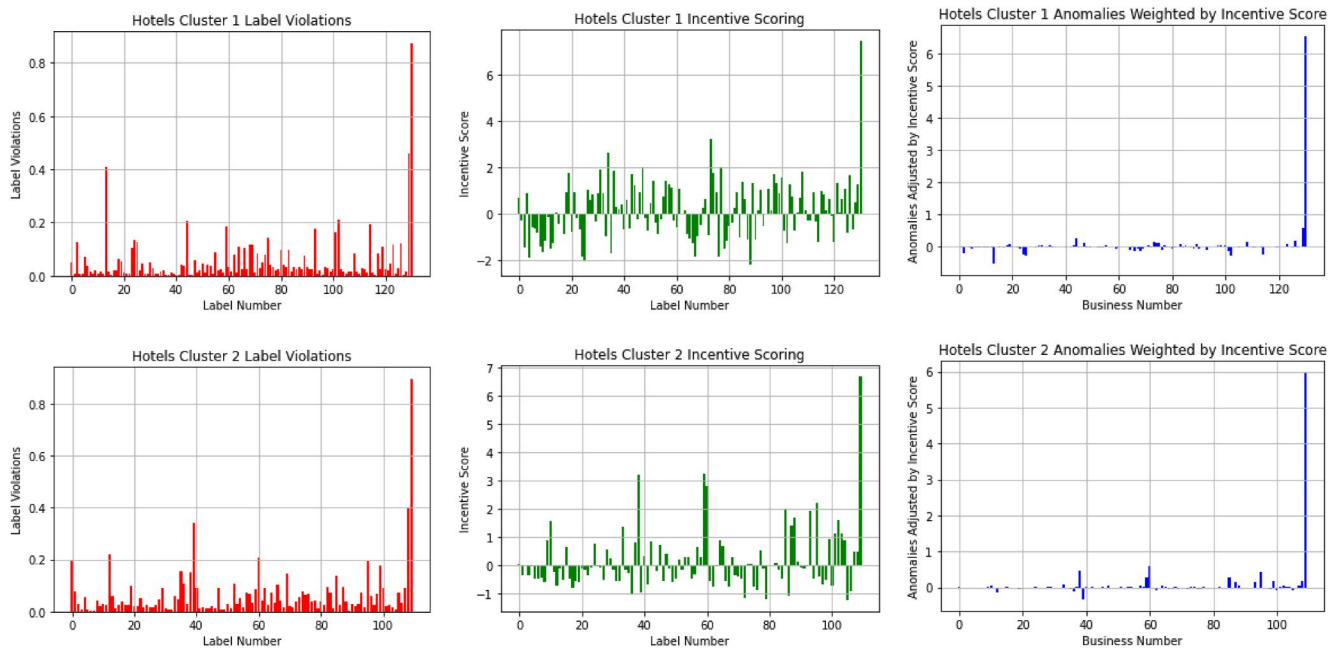 Hotels Cluster 1 Label Violations
Label Violations
0.8
0.6
0.4
0.2
0.0
0 20 40 60 80 100 120
Label Number
Hotels Cluster 1 Incentive Scoring
Incentive Score
6
4
2
0
−2
0 20 40 60 80 100 120
Label Number
Hotels Cluster 1 Anomalies Weighted by Incentive Score
Anomalies Adjusted by Incentive Score
6
5
4
3
2
1
0
0 20 40 60 80 100 120
Business Number
Hotels Cluster 2 Label Violations
Label Violations
0.8
0.6
0.4
0.2
0.0
0 20 40 60 80 100
Label Number
Hotels Cluster 2 Incentive Scoring
Incentive Score
7
6
5
4
3
2
1
0
−1
0 20 40 60 80 100
Label Number
Hotels Cluster 2 Anomalies Weighted by Incentive Score
Anomalies Adjusted by Incentive Score
6
5
4
3
2
1
0
0 20 40 60 80 100
Business Number